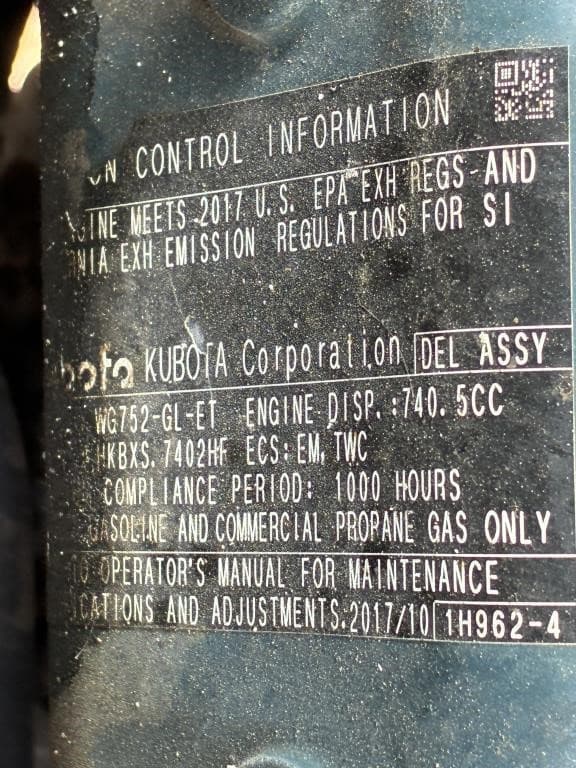 CONTROL INFORMATION
MEETS 2017 U.S. EPA EXH REGS AND
EXH EMISSION REGULATIONS FOR SI
KUBOTA Corporation DEL ASSY
WG752-GL-ET ENGINE DISP.:740.5CC
HKBXS.7402HF ECS:EM,TWC
COMPLIANCE PERIOD: 1000 HOURS
GASOLINE AND COMMERCIAL PROPANE GAS ONLY
OPERATOR'S MANUAL FOR MAINTENANCE
AND ADJUSTMENTS.2017/10 1H962-4